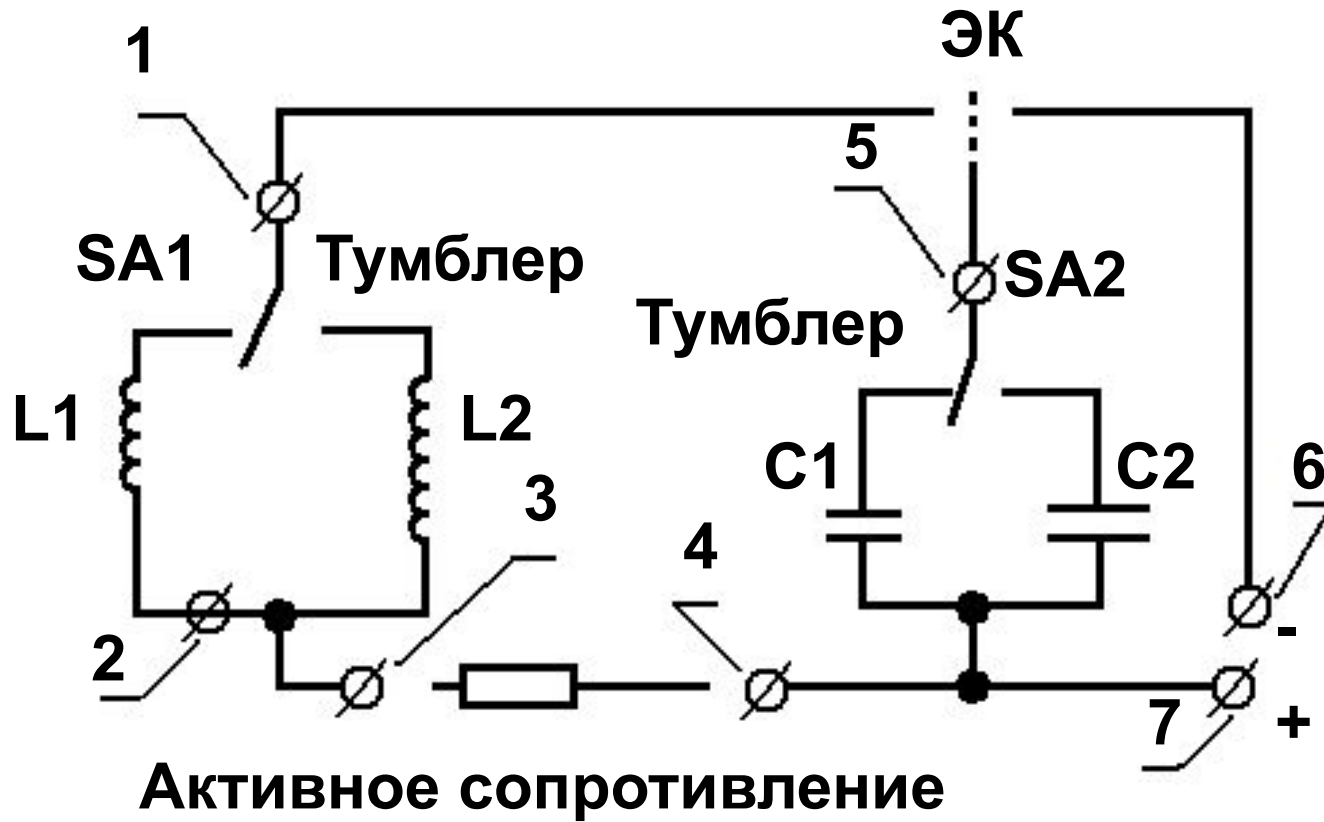 ЭК
1
5
SA1 Тумблер
SA2
Тумблер
L1
L2
C1
C2
6
3
4
2
-
7
+
Активное сопротивление